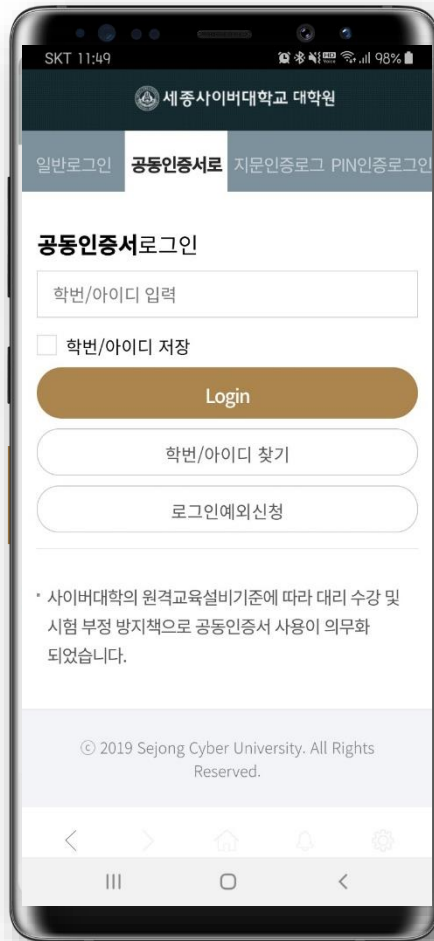 SKT 11:49
98%
세종사이버대학교 대학원
일반로그인 공동인증서로 지문인증로그 PIN인증로그인
공동인증서로그인
학번/아이디 입력
학번/아이디 저장
Login
학번/아이디 찾기
로그인예외신청
사이버대학의 원격교육설비기준에 따라 대리 수강 및
시험 부정 방지책으로 공동인증서 사용이 의무화
되었습니다.
ⓒ 2019 Sejong Cyber University. All Rights
Reserved.